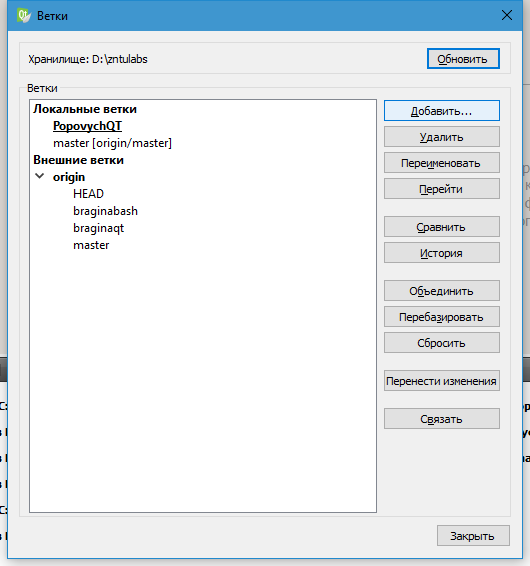 Ветки
Хранилище: D:\zntulabs
Обновить
Ветки
Локальные ветки
PopovychQT
master [origin/master]
Внешние ветки
origin
HEAD
braginabash
braginaqt
master
Добавить...
Удалить
Переименовать
Перейти
Сравнить
История
Объединить
Перебазировать
Сбросить
Перенести изменения
Связать
Закрыть